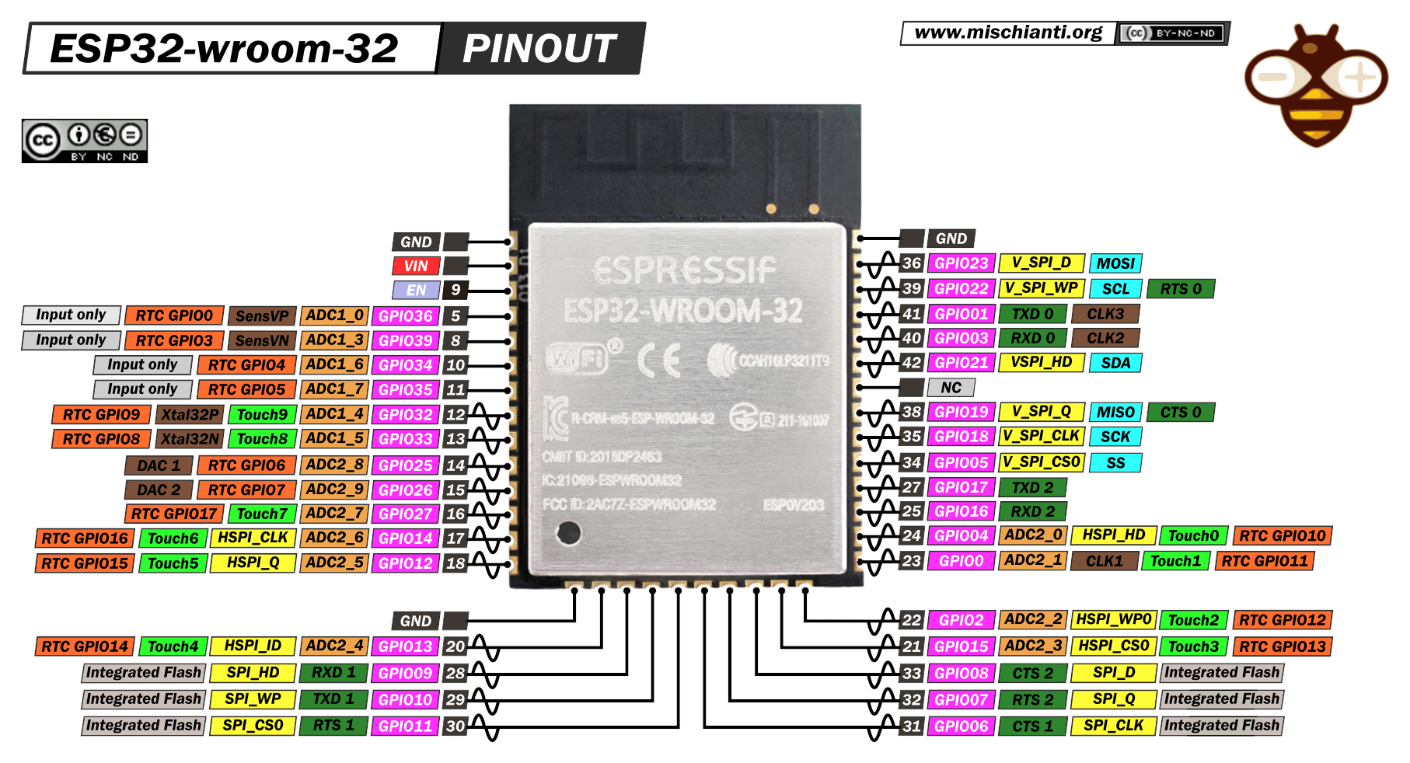 ESP32-wroom-32 PINOUT
www.mischianti.org cc BY-NC-ND
cc BY NC ND
ESPRESSIF
ESP32-WROOM-32
WiFi ® CE CCAH16LP3211T9
R-CRM-es5-ESP-WROOM-32 R 211-161007
CMIIT ID:2016DP2463
IC:21098-ESPWROOM32
FCC ID:2AC7Z-ESPWROOM32 ESP0V203
GND
VIN
EN 9
Input only RTC GPIO0 SensVP ADC1_0 GPIO36 5
Input only RTC GPIO3 SensVN ADC1_3 GPIO39 8
Input only RTC GPIO4 ADC1_6 GPIO34 10
Input only RTC GPIO5 ADC1_7 GPIO35 11
RTC GPIO9 Xtal32P Touch9 ADC1_4 GPIO32 12
RTC GPIO8 Xtal32N Touch8 ADC1_5 GPIO33 13
DAC 1 RTC GPIO6 ADC2_8 GPIO25 14
DAC 2 RTC GPIO7 ADC2_9 GPIO26 15
RTC GPIO17 Touch7 ADC2_7 GPIO27 16
RTC GPIO16 Touch6 HSPI_CLK ADC2_6 GPIO14 17
RTC GPIO15 Touch5 HSPI_Q ADC2_5 GPIO12 18
GND
RTC GPIO14 Touch4 HSPI_ID ADC2_4 GPIO13 20
Integrated Flash SPI_HD RXD 1 GPIO09 28
Integrated Flash SPI_WP TXD 1 GPIO10 29
Integrated Flash SPI_CS0 RTS 1 GPIO11 30
GND
36 GPIO23 V_SPI_D MOSI
39 GPIO22 V_SPI_WP SCL RTS 0
41 GPIO01 TXD 0 CLK3
40 GPIO03 RXD 0 CLK2
42 GPIO21 VSPI_HD SDA
NC
38 GPIO19 V_SPI_Q MISO CTS 0
35 GPIO18 V_SPI_CLK SCK
34 GPIO05 V_SPI_CS0 SS
27 GPIO17 TXD 2
25 GPIO16 RXD 2
24 GPIO04 ADC2_0 HSPI_HD Touch0 RTC GPIO10
23 GPIO0 ADC2_1 CLK1 Touch1 RTC GPIO11
22 GPIO2 ADC2_2 HSPI_WP0 Touch2 RTC GPIO12
21 GPIO15 ADC2_3 HSPI_CS0 Touch3 RTC GPIO13
33 GPIO08 CTS 2 SPI_D Integrated Flash
32 GPIO07 RTS 2 SPI_Q Integrated Flash
31 GPIO06 CTS 1 SPI_CLK Integrated Flash